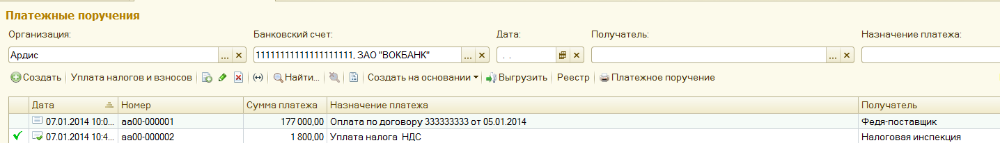 Платежные поручения
Организация: Банковский счет: Дата: Получатель: Назначение платежа:
Ардис ... × 11111111111111111111, ЗАО "ВОКБАНК" ... × . . × ... ×
Создать Уплата налогов и взносов Найти... Создать на основании Выгрузить Реестр Платежное поручение
Дата Номер Сумма платежа Назначение платежа Получатель
07.01.2014 10:0... аа00-000001 177 000,00 Оплата по договору 333333333 от 05.01.2014 Федя-поставщик
07.01.2014 10:4... аа00-000002 1 800,00 Уплата налога НДС Налоговая инспекция